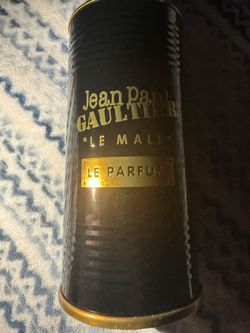 Jean Paul
GAULTIER
"LE MALE"
LE PARFUM